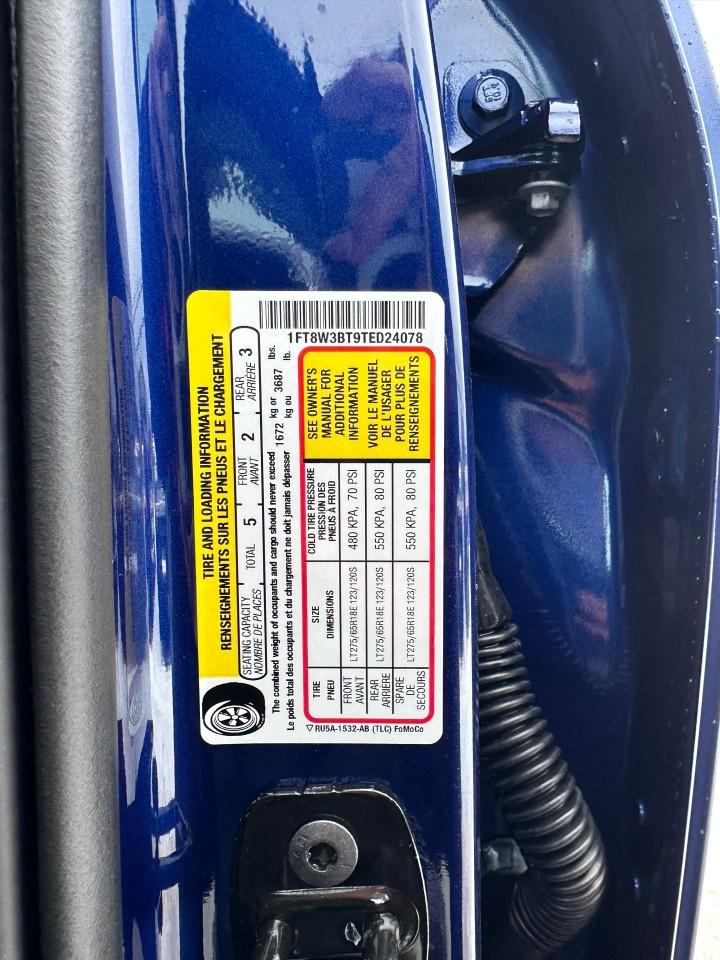 TIRE AND LOADING INFORMATION
RENSEIGNEMENTS SUR LES PNEUS ET LE CHARGEMENT
1FT8W3BT9TED24078
SEATING CAPACITY TOTAL 5 FRONT 2 REAR 3
NOMBRE DE PLACES AVANT ARRIÈRE
The combined weight of occupants and cargo should never exceed 1672 kg or 3687 lbs.
Le poids total des occupants et du chargement ne doit jamais dépasser kg ou lb.
TIRE SIZE COLD TIRE PRESSURE
PNEU DIMENSIONS PRESSION DES
PNEUS À FROID
FRONT LT275/65R18E 123/120S 480 KPA, 70 PSI
AVANT
REAR LT275/65R18E 123/120S 550 KPA, 80 PSI
ARRIÈRE
SPARE LT275/65R18E 123/120S 550 KPA, 80 PSI
DE
SECOURS
SEE OWNER'S
MANUAL FOR
ADDITIONAL
INFORMATION
VOIR LE MANUEL
DE L'USAGER
POUR PLUS DE
RENSEIGNEMENTS
RU5A-1532-AB (TLC) FoMoCo